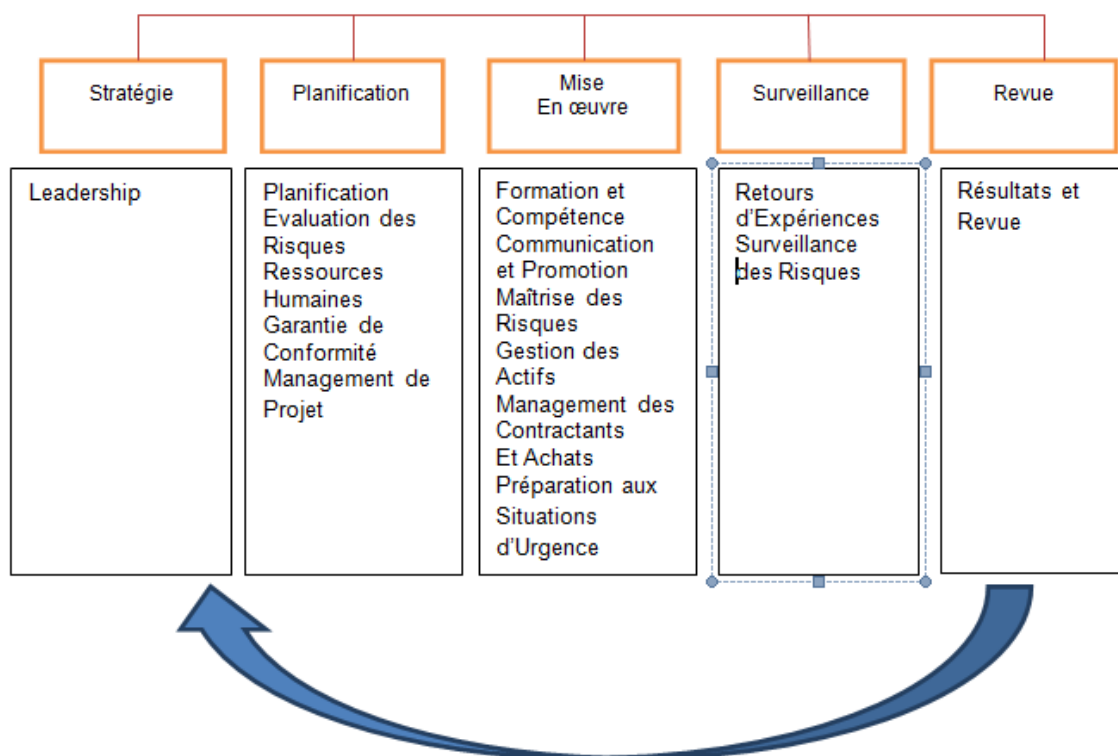 Stratégie
Planification
Mise
En œuvre
Surveillance
Revue
Leadership
Planification
Evaluation des
Risques
Ressources
Humaines
Garantie de
Conformité
Management de
Projet
Formation et
Compétence
Communication
et Promotion
Maîtrise des
Risques
Gestion des
Actifs
Management des
Contractants
Et Achats
Préparation aux
Situations
d'Urgence
Retours
d'Expériences
Surveillance
des Risques
Résultats et
Revue